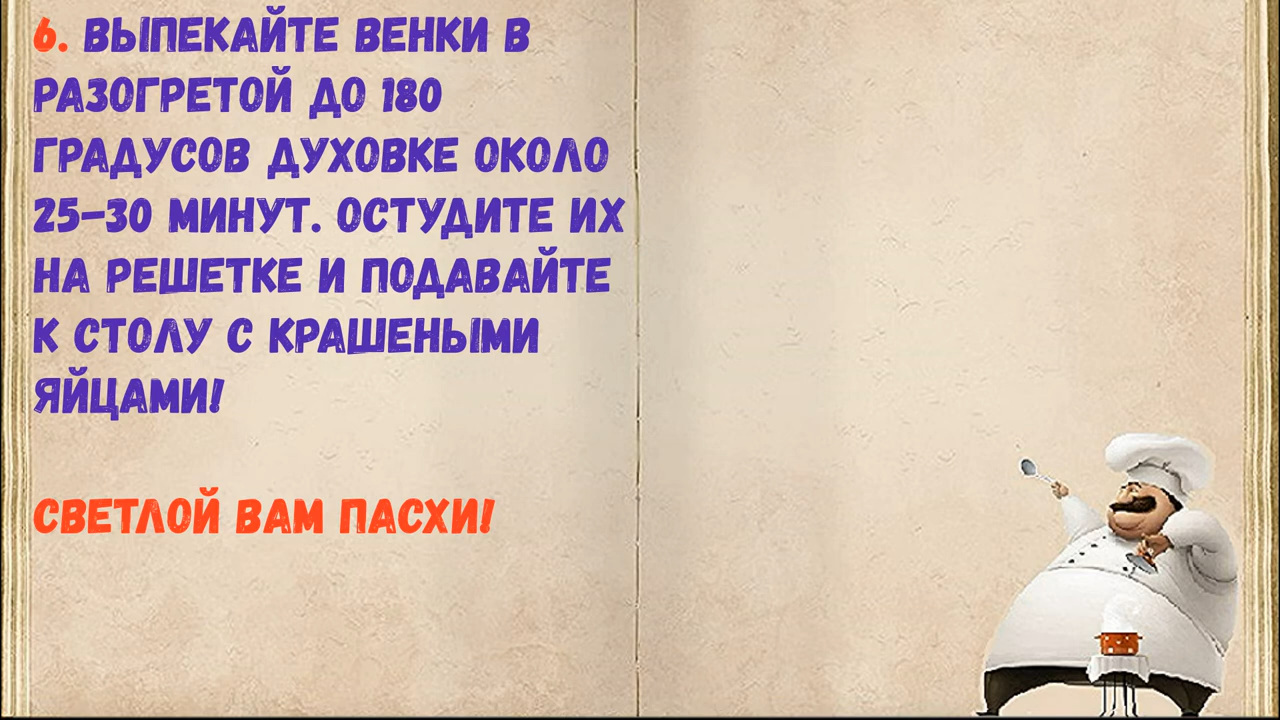 6. ВЫПЕКАЙТЕ ВЕНКИ В
РАЗОГРЕТОЙ ДО 180
ГРАДУСОВ ДУХОВКЕ ОКОЛО
25-30 МИНУТ. ОСТУДИТЕ ИХ
НА РЕШЕТКЕ И ПОДАВАЙТЕ
К СТОЛУ С КРАШЕНЫМИ
ЯЙЦАМИ!
СВЕТЛОЙ ВАМ ПАСХИ!